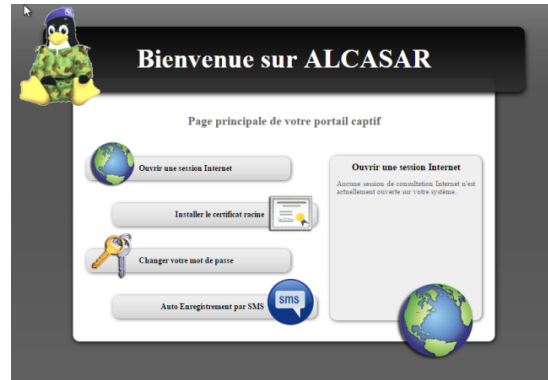 Bienvenue sur ALCASAR
Page principale de votre portail captif
Ouvrir une session Internet
Installer le certificat racine
Changer votre mot de passe
Auto Enregistrement par SMS
sms
Ouvrir une session Internet
Aucune session de consultation Internet n'est
actuellement ouverte sur votre système.